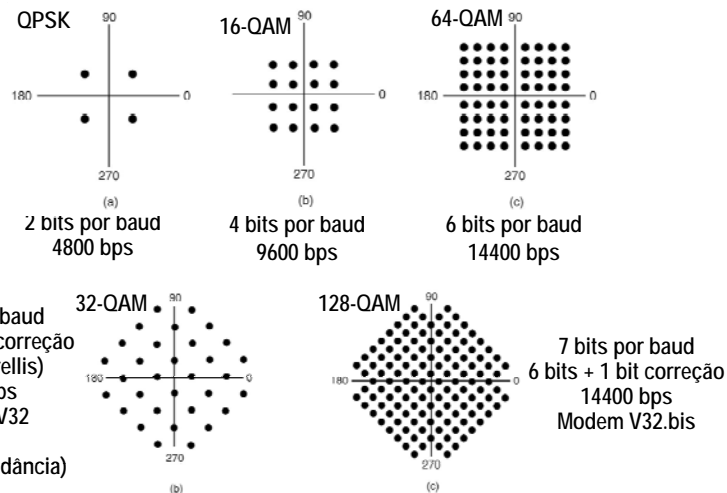 QPSK
90
180
0
270
(a)
2 bits por baud
4800 bps
16-QAM
90
0
270
(b)
4 bits por baud
9600 bps
64-QAM
90
180
0
270
(c)
6 bits por baud
14400 bps
baud
correção
V32
dância)
32-QAM
90
180
0
270
(b)
128-QAM
90
180
0
270
(c)
7 bits por baud
6 bits + 1 bit correção
14400 bps
Modem V32.bis